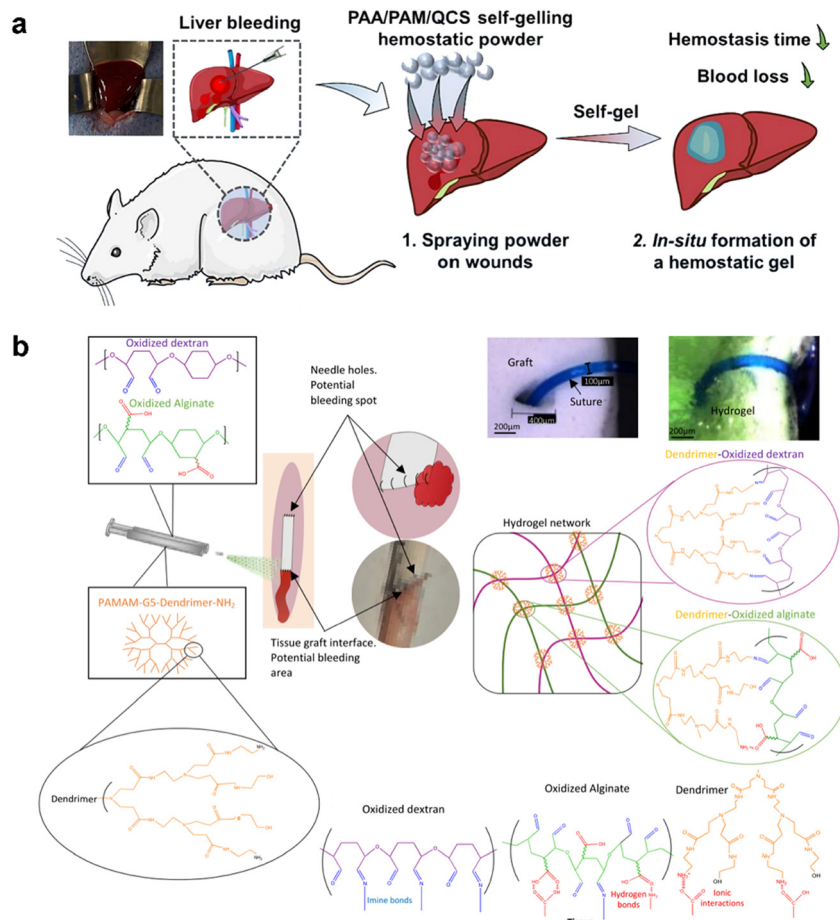 a
Liver bleeding
PAA/PAM/QCS self-gelling
hemostatic powder
Hemostasis time
Blood loss
Self-gel
1. Spraying powder
on wounds
2. In-situ formation of
a hemostatic gel
b
Oxidized dextran
Oxidized Alginate
Needle holes.
Potential
bleeding spot
Graft
100µm
Suture
200µm
400µm
Hydrogel
200µm
Dendrimer-Oxidized dextran
Hydrogel network
PAMAM-G5-Dendrimer-NH2
Tissue graft interface.
Potential bleeding
area
Dendrimer-Oxidized alginate
Dendrimer
Oxidized dextran
Oxidized Alginate
Dendrimer
Imine bonds
Hydrogen
bonds
Ionic
interactions